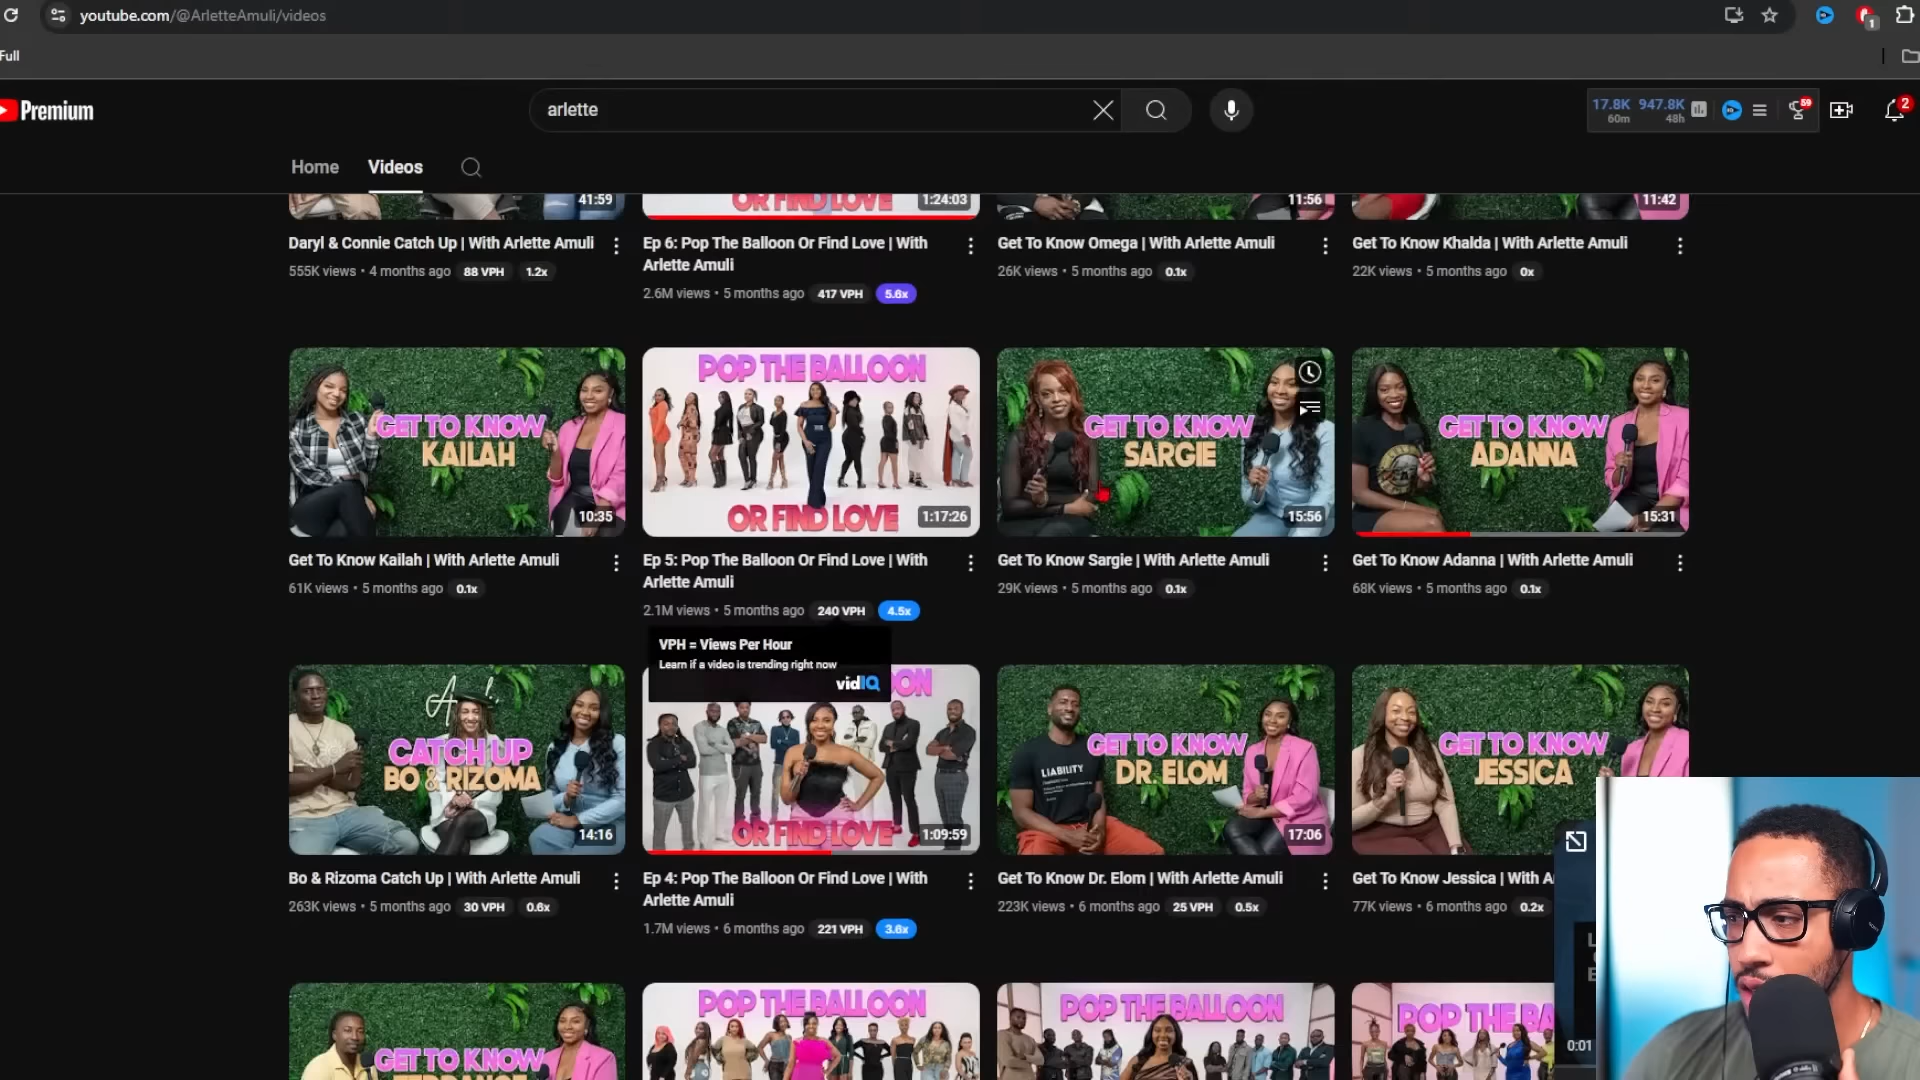 youtube.com/@ArletteAmuli/videos
1
Full
Premium
arlette
17.8K 947.8K
60m 48h
59
2
Home Videos
41:59
OR FIND LOVE
1:24:03
11:56
11:42
Daryl & Connie Catch Up | With Arlette Amuli
555K views • 4 months ago 88 VPH 1.2x
Ep 6: Pop The Balloon Or Find Love | With
Arlette Amuli
2.6M views • 5 months ago 417 VPH 5.6x
Get To Know Omega | With Arlette Amuli
26K views • 5 months ago 0.1x
Get To Know Khalda | With Arlette Amuli
22K views • 5 months ago 0x
GET TO KNOW
KAILAH
10:35
POP THE BALLOON
OR FIND LOVE
1:17:26
GET TO KNOW
SARGIE
15:56
GET TO KNOW
ADANNA
15:31
Get To Know Kailah | With Arlette Amuli
61K views • 5 months ago 0.1x
Ep 5: Pop The Balloon Or Find Love | With
Arlette Amuli
2.1M views • 5 months ago 240 VPH 4.5x
Get To Know Sargie | With Arlette Amuli
29K views • 5 months ago 0.1x
Get To Know Adanna | With Arlette Amuli
68K views • 5 months ago 0.1x
VPH = Views Per Hour
Learn if a video is trending right now
vidIQ
CATCH UP
BO & RIZOMA
14:16
OON
OR FIND LOVE
1:09:59
LIABILITY
GET TO KNOW
DR. ELOM
17:06
GET TO KNOW
JESSICA
Bo & Rizoma Catch Up | With Arlette Amuli
263K views • 5 months ago 30 VPH 0.6x
Ep 4: Pop The Balloon Or Find Love | With
Arlette Amuli
1.7M views • 6 months ago 221 VPH 3.6x
Get To Know Dr. Elom | With Arlette Amuli
223K views • 6 months ago 25 VPH 0.5x
Get To Know Jessica | With A
77K views • 6 months ago 0.2x
GET TO KNOW
POP THE BALLOON
POP THE BALLOON
POP THE BA
0:01